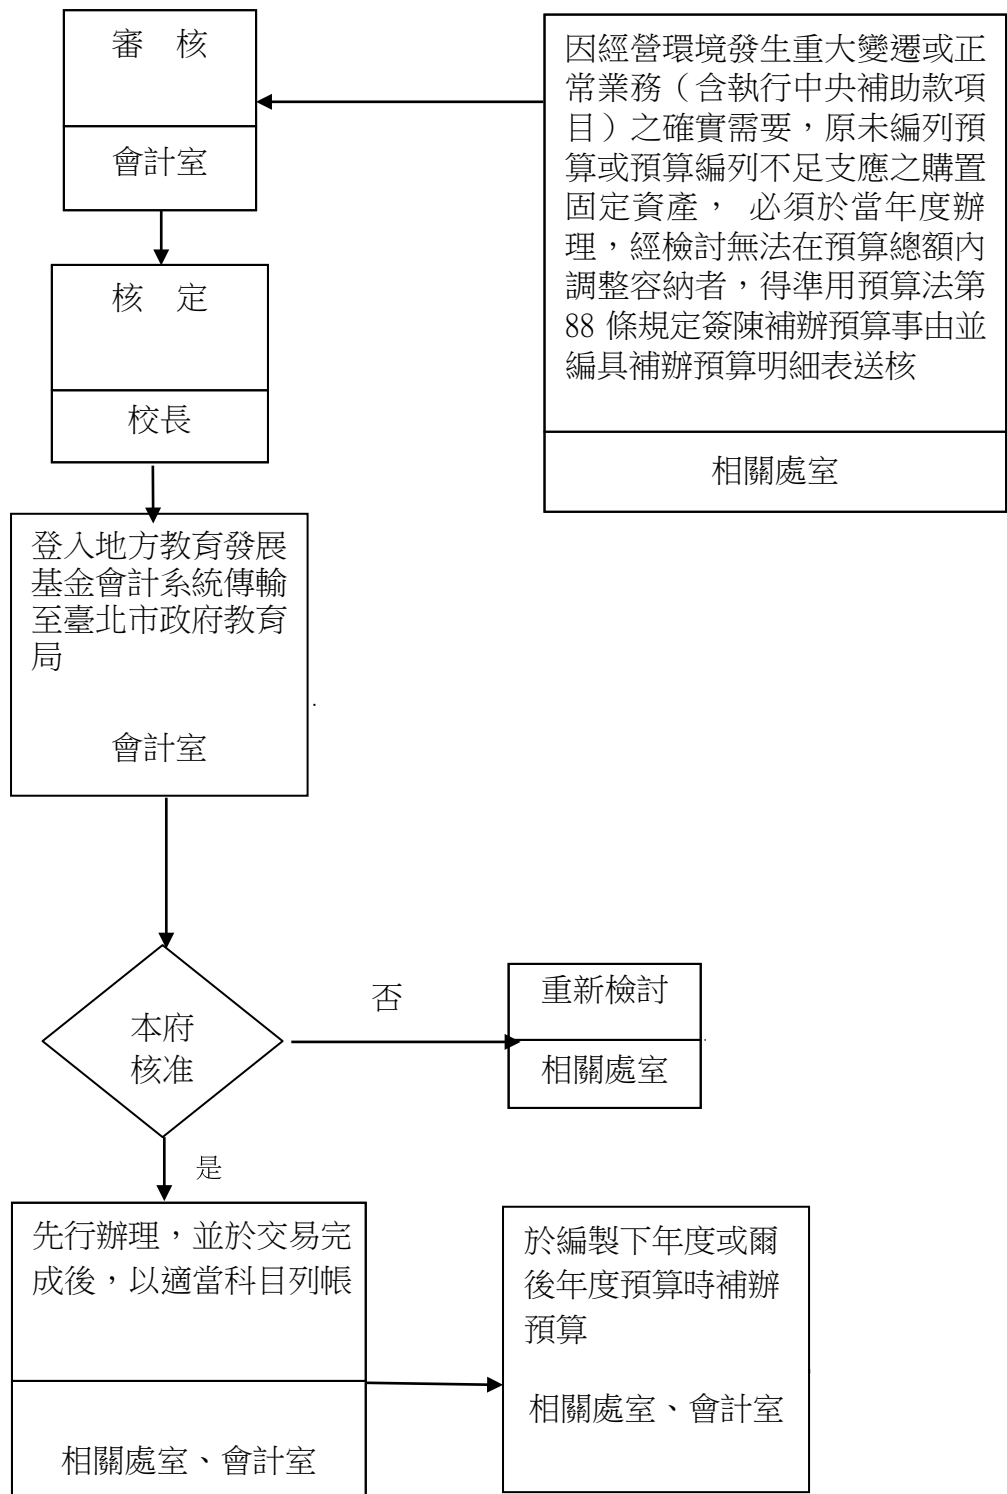 審　核
會計室
因經營環境發生重大變遷或正
常業務（含執行中央補助款項
目）之確實需要，原未編列預
算或預算編列不足支應之購置
固定資產， 必須於當年度辦
理，經檢討無法在預算總額內
調整容納者，得準用預算法第
88 條規定簽陳補辦預算事由並
編具補辦預算明細表送核
相關處室
核　定
校長
登入地方教育發展
基金會計系統傳輸
至臺北市政府教育
局
會計室
本府
核准
否
重新檢討
相關處室
是
先行辦理，並於交易完
成後，以適當科目列帳
相關處室、會計室
於編製下年度或爾
後年度預算時補辦
預算
相關處室、會計室